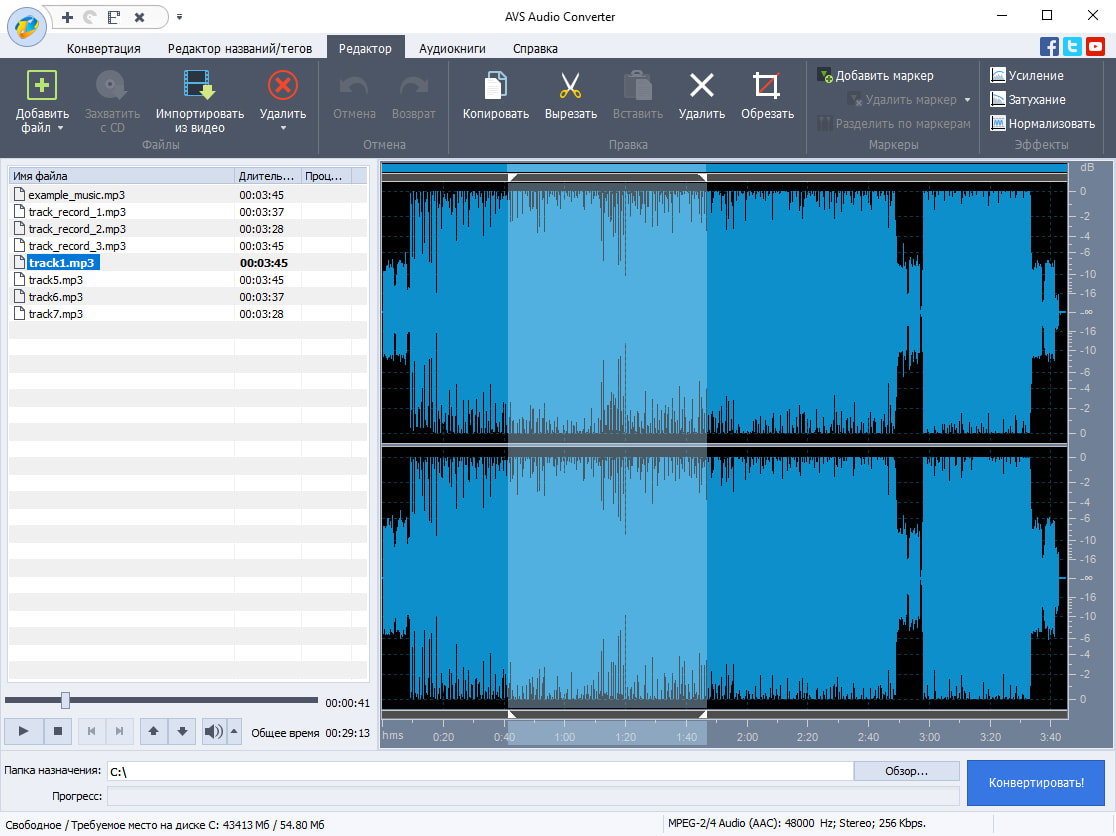 AVS Audio Converter
Конвертация Редактор названий/тегов Редактор Аудиокниги Справка
Добавить файл
Захватить с CD
Импортировать из видео
Удалить
Файлы
Отмена Возврат
Отмена
Копировать Вырезать Вставить Удалить Обрезать
Правка
Добавить маркер
Удалить маркер
Разделить по маркерам
Маркеры
Усиление
Затухание
Нормализовать
Эффекты
Имя файла Длитель... Проц...
example_music.mp3 00:03:45
track_record_1.mp3 00:03:37
track_record_2.mp3 00:03:28
track_record_3.mp3 00:03:45
track1.mp3 00:03:45
track5.mp3 00:03:45
track6.mp3 00:03:37
track7.mp3 00:03:28
00:00:41
Общее время 00:29:13
dB
0
-2
-4
-6
-10
-16
-∞
-16
-10
-6
-4
-2
0
0
-2
-4
-6
-10
-16
-∞
-16
-10
-6
-4
-2
0
hms 0:20 0:40 1:00 1:20 1:40 2:00 2:20 2:40 3:00 3:20 3:40
Папка назначения: C:\ Обзор...
Прогресс:
Конвертировать!
Свободное / Требуемое место на диске C: 43413 Мб / 54.80 Мб
MPEG-2/4 Audio (AAC): 48000 Hz; Stereo; 256 Kbps.